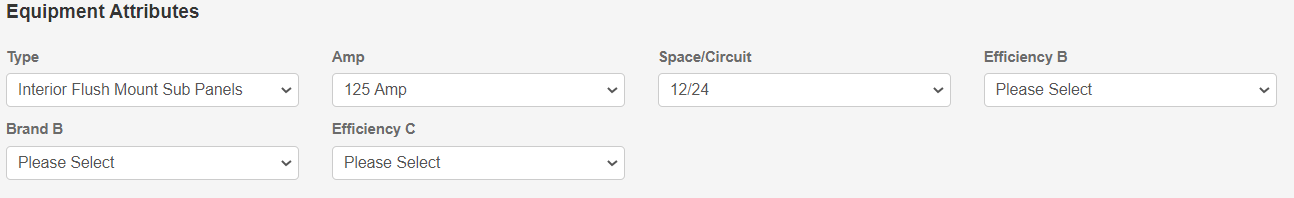 Equipment Attributes
Type Amp Space/Circuit Efficiency B
Interior Flush Mount Sub Panels 125 Amp 12/24 Please Select
Brand B Efficiency C
Please Select Please Select